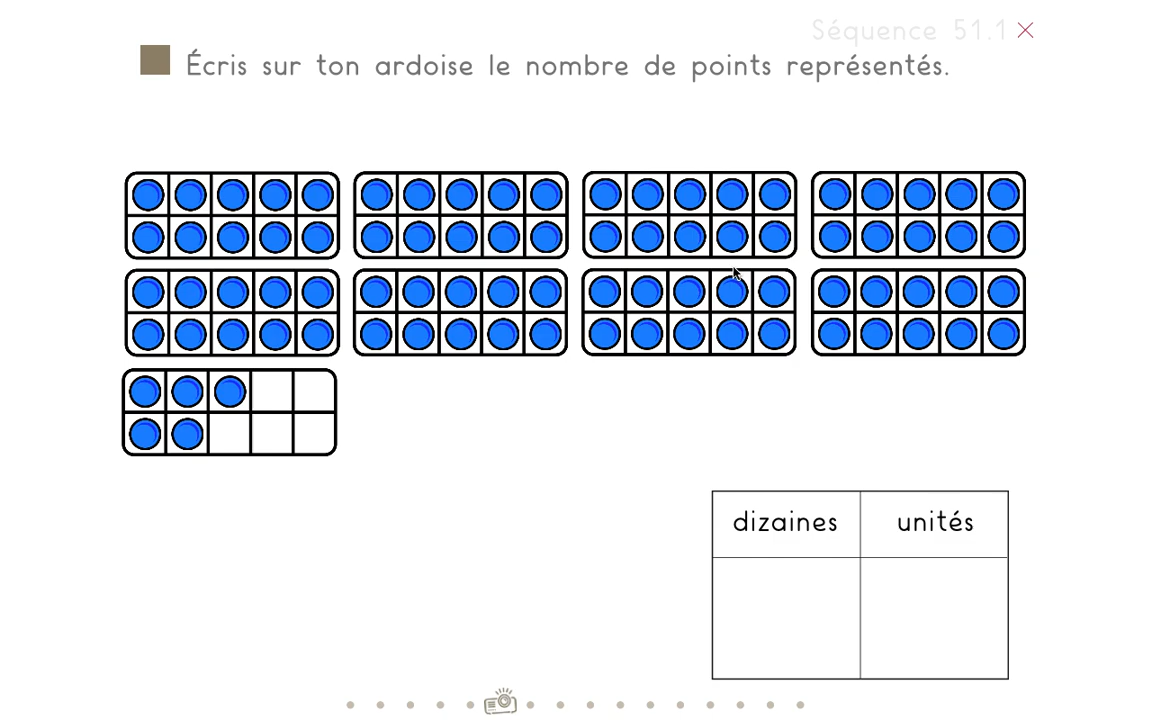 Séquence 51.1
Écris sur ton ardoise le nombre de points représentés.
dizaines unités